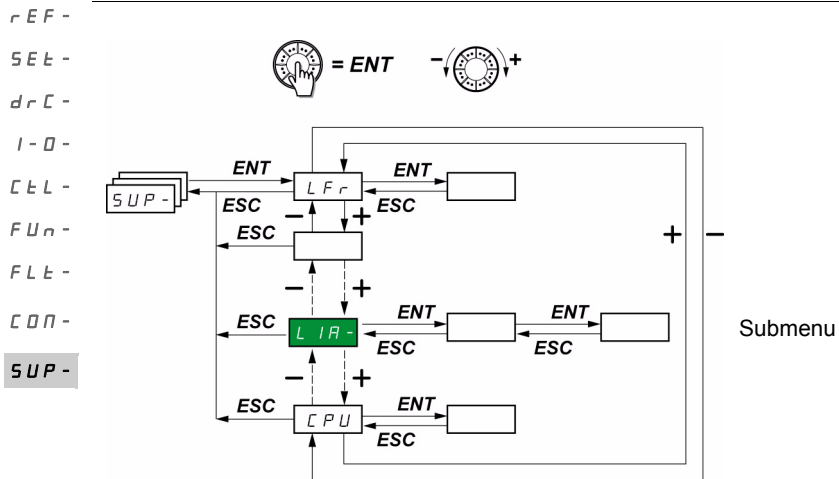 rEF-
SEt-
drC-
I-O-
CtL-
FUn-
FLt-
COM-
SUP-
= ENT
- +
SUP-
ENT
ESC
LFr
ENT
ESC
- +
ESC
- +
+ -
ESC
LIA-
ENT
ESC
ENT
ESC
Submenu
- +
ESC
CPU
ENT
ESC